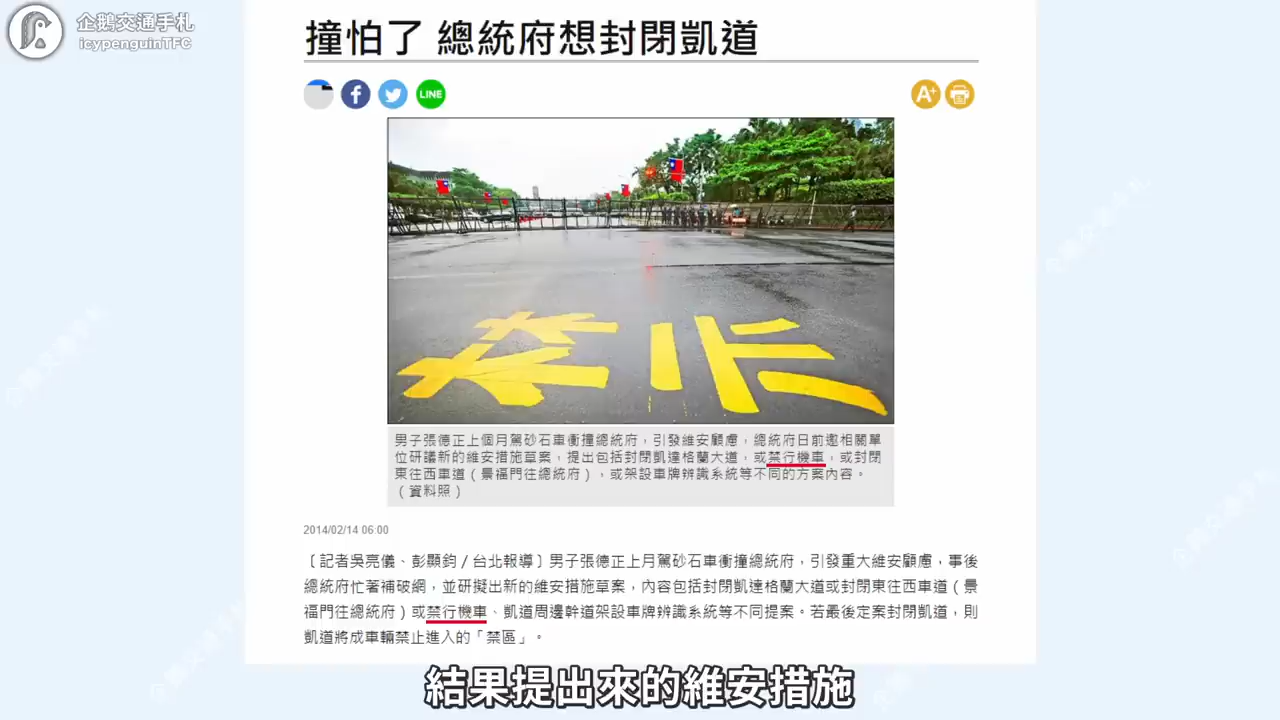 企鵝交通手札
icypenguinTFC
撞怕了 總統府想封閉凱道
LINE
A+
禁
男子張德正上個月駕砂石車衝撞總統府，引發維安顧慮，總統府日前邀相關單
位研議新的維安措施草案，提出包括封閉凱達格蘭大道，或禁行機車，或封閉
東往西車道（景福門往總統府），或架設車牌辨識系統等不同的方案內容。
（資料照）
2014/02/14 06:00
〔記者吳亮儀、彭顯鈞／台北報導〕男子張德正上月駕砂石車衝撞總統府，引發重大維安顧慮，事後
總統府忙著補破網，並研擬出新的維安措施草案，內容包括封閉凱達格蘭大道或封閉東往西車道（景
福門往總統府）或禁行機車、凱道周邊幹道架設車牌辨識系統等不同提案。若最後定案封閉凱道，則
凱道將成車輛禁止進入的「禁區」。
結果提出來的維安措施